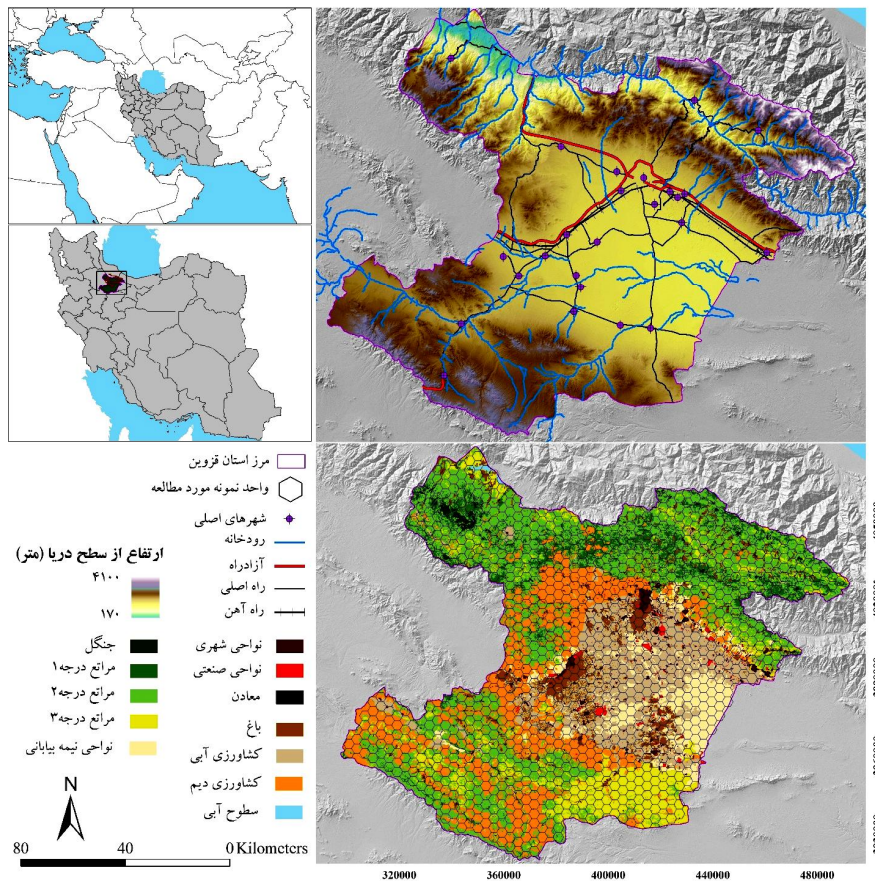 مرز استان قزوین
واحد نمونه مورد مطالعه
شهرهای اصلی
رودخانه
آزادراه
راه اصلی
راه آهن
ارتفاع از سطح دریا (متر)
۴۱۰۰
۱۷۰
جنگل
مراتع درجه۱
مراتع درجه۲
مراتع درجه۳
نواحی نیمه بیابانی
نواحی شهری
نواحی صنعتی
معادن
باغ
کشاورزی آبی
کشاورزی دیم
سطوح آبی
N
80 40 0 Kilometers
320000 360000 400000 440000 480000